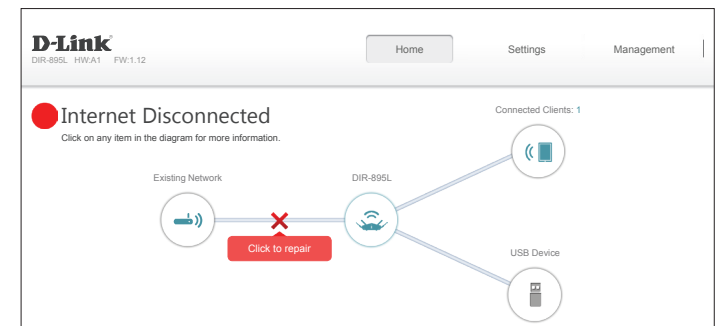 D-Link
DIR-895L HW:A1 FW:1.12
Home Settings Management
Internet Disconnected
Click on any item in the diagram for more information.
Connected Clients: 1
Existing Network
DIR-895L
Click to repair
USB Device